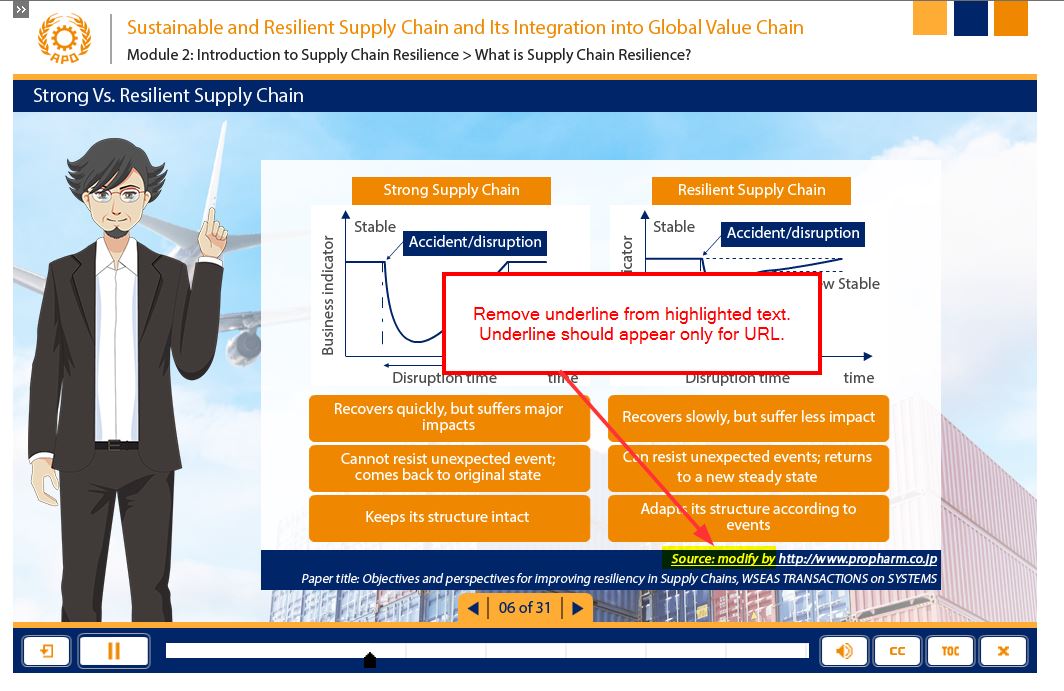 >>
Sustainable and Resilient Supply Chain and Its Integration into Global Value Chain
APO
Module 2: Introduction to Supply Chain Resilience > What is Supply Chain Resilience?
Strong Vs. Resilient Supply Chain
Strong Supply Chain
Stable
Accident/disruption
Business indicator
Disruption time
time
Resilient Supply Chain
Stable
Accident/disruption
icator
w Stable
Disruption time
time
Remove underline from highlighted text.
Underline should appear only for URL.
Recovers quickly, but suffers major
impacts
Recovers slowly, but suffer less impact
Cannot resist unexpected event;
comes back to original state
Can resist unexpected events; returns
to a new steady state
Keeps its structure intact
Adapts its structure according to
events
Source: modify by http://www.propharm.co.jp
Paper title: Objectives and perspectives for improving resiliency in Supply Chains, WSEAS TRANSACTIONS on SYSTEMS
06 of 31
CC
TOC